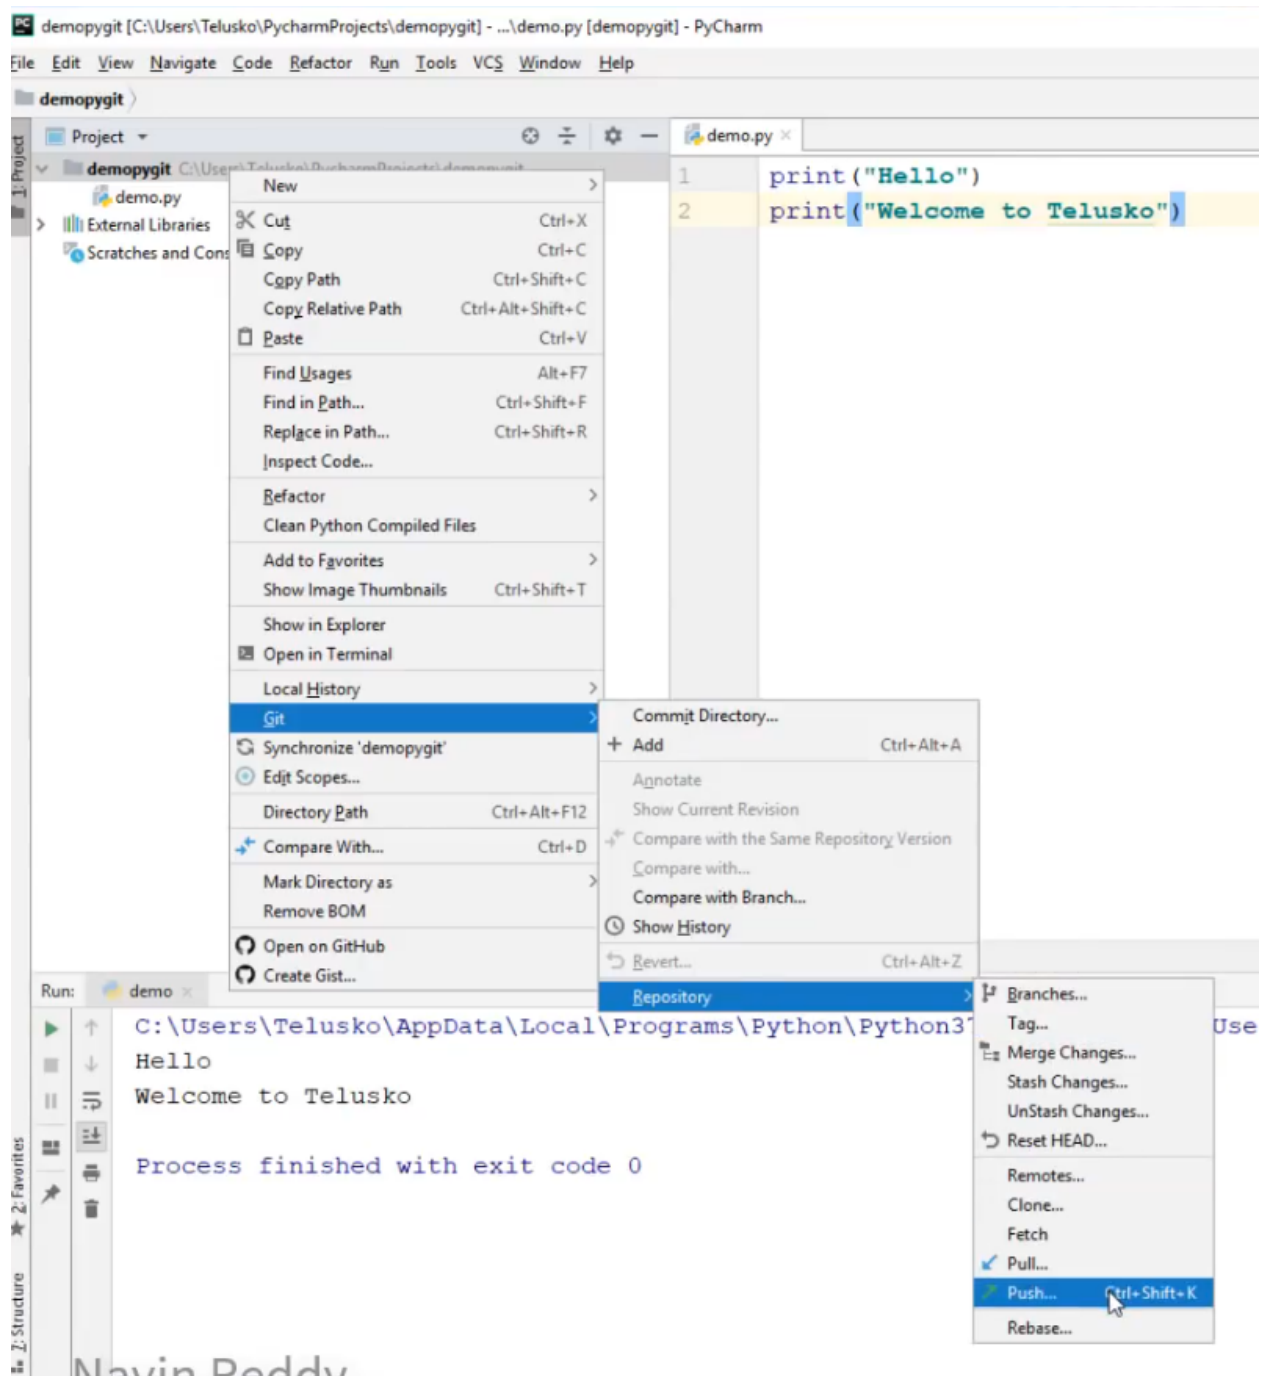 demopygit [C:\Users\Telusko\PycharmProjects\demopygit] - ...\demo.py [demopygit] - PyCharm
File Edit View Navigate Code Refactor Run Tools VCS Window Help
demopygit
1: Project
Project
demopygit C:\Users\Telusko\PycharmProjects\demopygit
demo.py
External Libraries
Scratches and Cons
demo.py
1 print("Hello")
2 print("Welcome to Telusko")
New
Cut Ctrl+X
Copy Ctrl+C
Copy Path Ctrl+Shift+C
Copy Relative Path Ctrl+Alt+Shift+C
Paste Ctrl+V
Find Usages Alt+F7
Find in Path... Ctrl+Shift+F
Replace in Path... Ctrl+Shift+R
Inspect Code...
Refactor
Clean Python Compiled Files
Add to Favorites
Show Image Thumbnails Ctrl+Shift+T
Show in Explorer
Open in Terminal
Local History
Git
Synchronize 'demopygit'
Edit Scopes...
Directory Path Ctrl+Alt+F12
Compare With... Ctrl+D
Mark Directory as
Remove BOM
Open on GitHub
Create Gist...
Commit Directory...
Add Ctrl+Alt+A
Annotate
Show Current Revision
Compare with the Same Repository Version
Compare with...
Compare with Branch...
Show History
Revert... Ctrl+Alt+Z
Repository
Branches...
Tag...
Merge Changes...
Stash Changes...
UnStash Changes...
Reset HEAD...
Remotes...
Clone...
Fetch
Pull...
Push... Ctrl+Shift+K
Rebase...
Run: demo
C:\Users\Telusko\AppData\Local\Programs\Python\Python37 Use
Hello
Welcome to Telusko
Process finished with exit code 0
2: Favorites
7: Structure
Navin Reddy